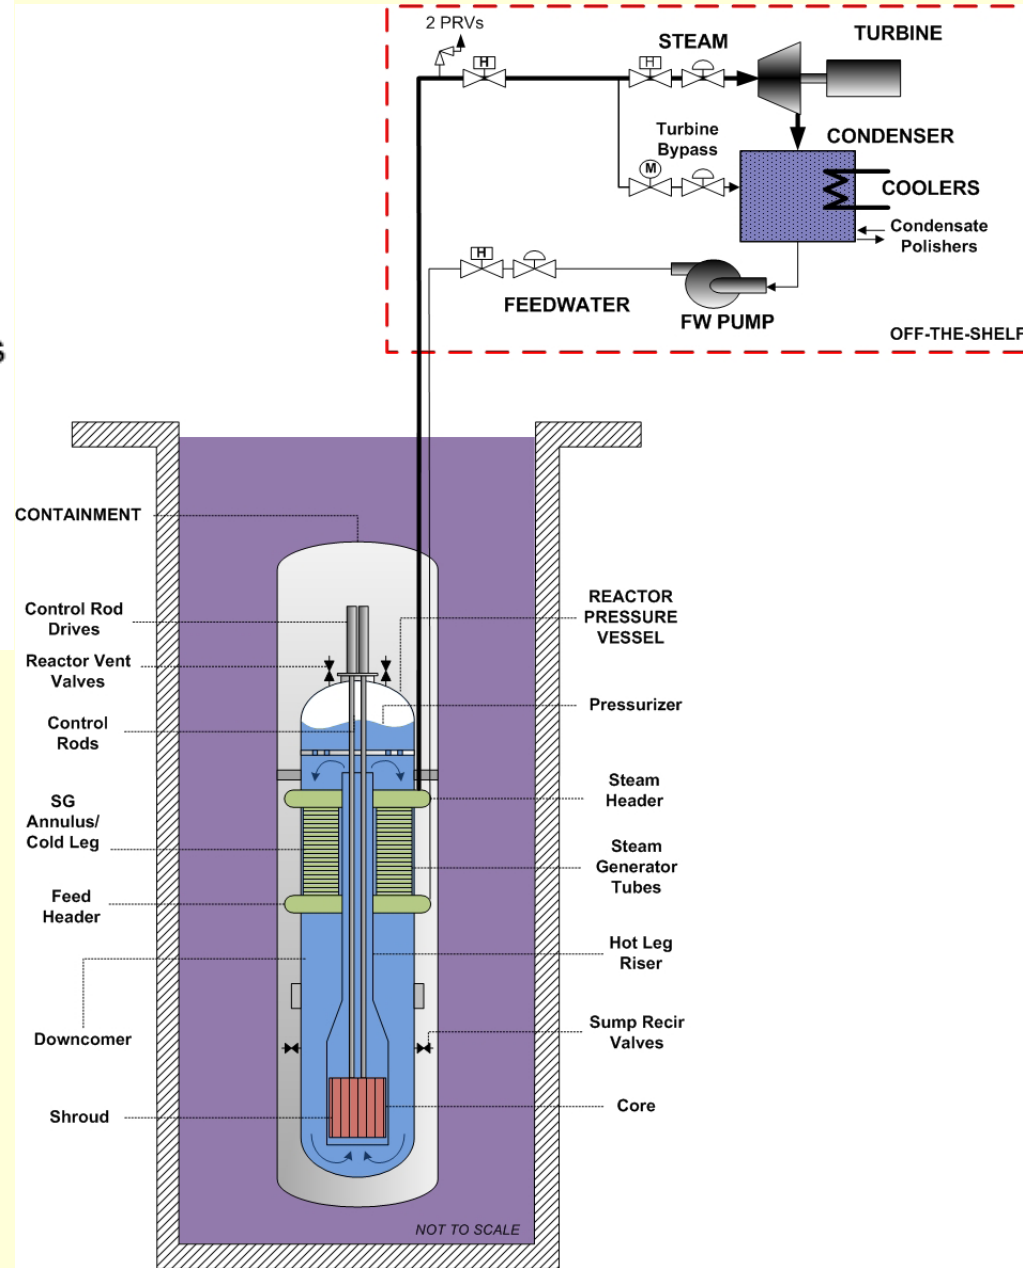 2 PRVs
H
STEAM
H
TURBINE
Turbine
Bypass
M
CONDENSER
COOLERS
Condensate
Polishers
H
FEEDWATER
FW PUMP
OFF-THE-SHELF
s
CONTAINMENT
Control Rod
Drives
Reactor Vent
Valves
Control
Rods
SG
Annulus/
Cold Leg
Feed
Header
Downcomer
Shroud
REACTOR
PRESSURE
VESSEL
Pressurizer
Steam
Header
Steam
Generator
Tubes
Hot Leg
Riser
Sump Recir
Valves
Core
NOT TO SCALE